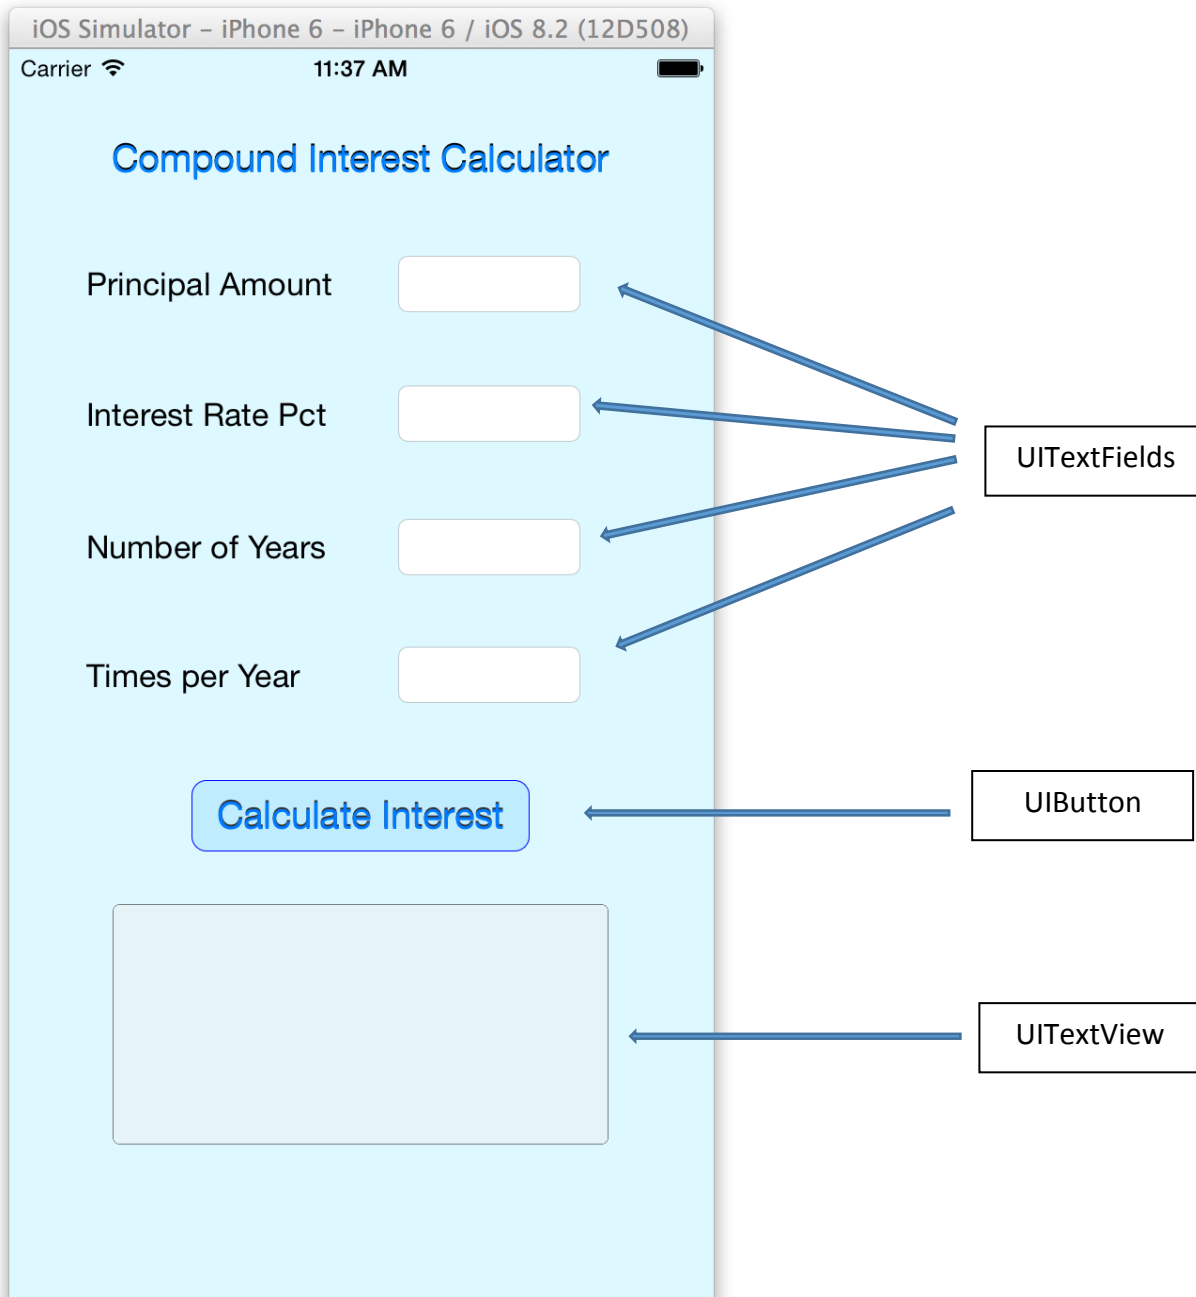 iOS Simulator – iPhone 6 – iPhone 6 / iOS 8.2 (12D508)
Carrier 11:37 AM
Compound Interest Calculator
Principal Amount
Interest Rate Pct
UITextFields
Number of Years
Times per Year
Calculate Interest
UIButton
UITextView